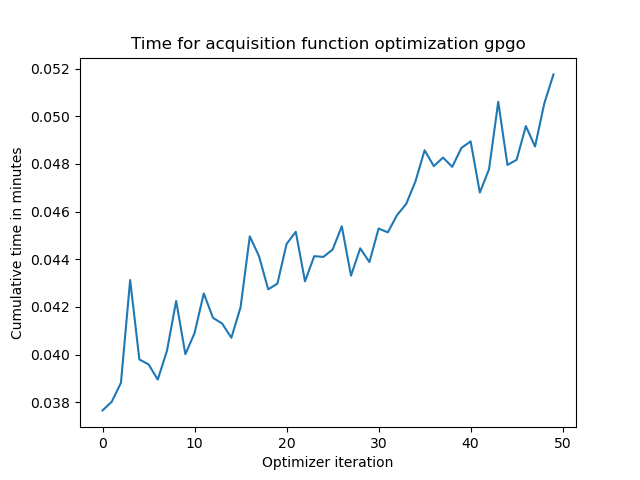 Time for acquisition function optimization gpgo
0.052
0.050
0.048
0.046
0.044
0.042
0.040
0.038
Cumulative time in minutes
0 10 20 30 40 50
Optimizer iteration